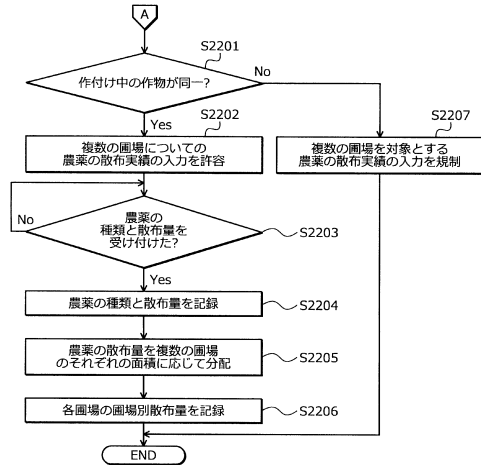 A
S2201
作付け中の作物が同一?
No
Yes
S2202
複数の圃場についての
農薬の散布実績の入力を許容
S2207
複数の圃場を対象とする
農薬の散布実績の入力を規制
No
農薬の
種類と散布量を
受け付けた?
S2203
Yes
農薬の種類と散布量を記録
S2204
農薬の散布量を複数の圃場
のそれぞれの面積に応じて分配
S2205
各圃場の圃場別散布量を記録
S2206
END